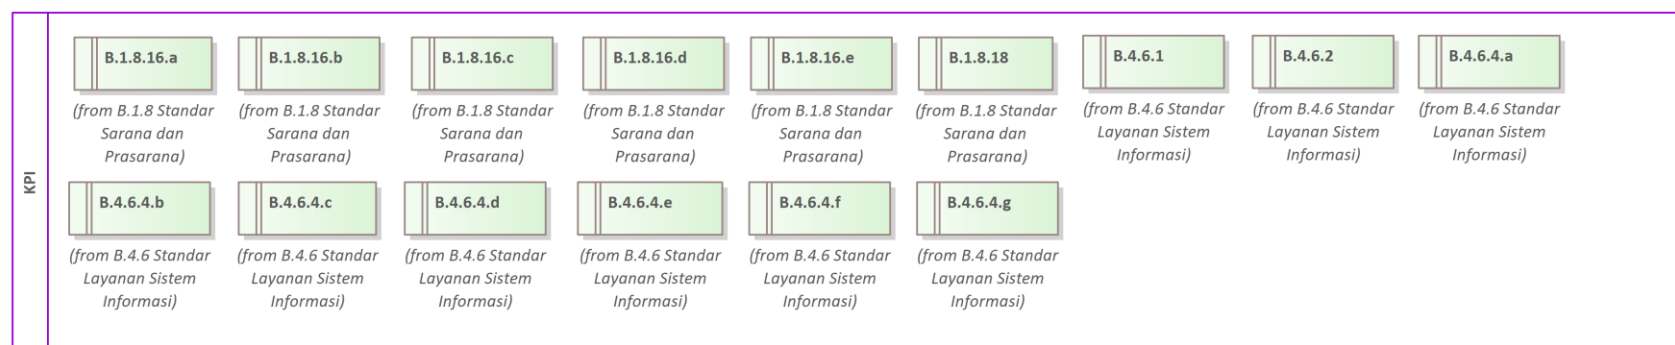 KPI
B.1.8.16.a
(from B.1.8 Standar
Sarana dan
Prasarana)
B.1.8.16.b
(from B.1.8 Standar
Sarana dan
Prasarana)
B.1.8.16.c
(from B.1.8 Standar
Sarana dan
Prasarana)
B.1.8.16.d
(from B.1.8 Standar
Sarana dan
Prasarana)
B.1.8.16.e
(from B.1.8 Standar
Sarana dan
Prasarana)
B.1.8.18
(from B.1.8 Standar
Sarana dan
Prasarana)
B.4.6.1
(from B.4.6 Standar
Layanan Sistem
Informasi)
B.4.6.2
(from B.4.6 Standar
Layanan Sistem
Informasi)
B.4.6.4.a
(from B.4.6 Standar
Layanan Sistem
Informasi)
B.4.6.4.b
(from B.4.6 Standar
Layanan Sistem
Informasi)
B.4.6.4.c
(from B.4.6 Standar
Layanan Sistem
Informasi)
B.4.6.4.d
(from B.4.6 Standar
Layanan Sistem
Informasi)
B.4.6.4.e
(from B.4.6 Standar
Layanan Sistem
Informasi)
B.4.6.4.f
(from B.4.6 Standar
Layanan Sistem
Informasi)
B.4.6.4.g
(from B.4.6 Standar
Layanan Sistem
Informasi)